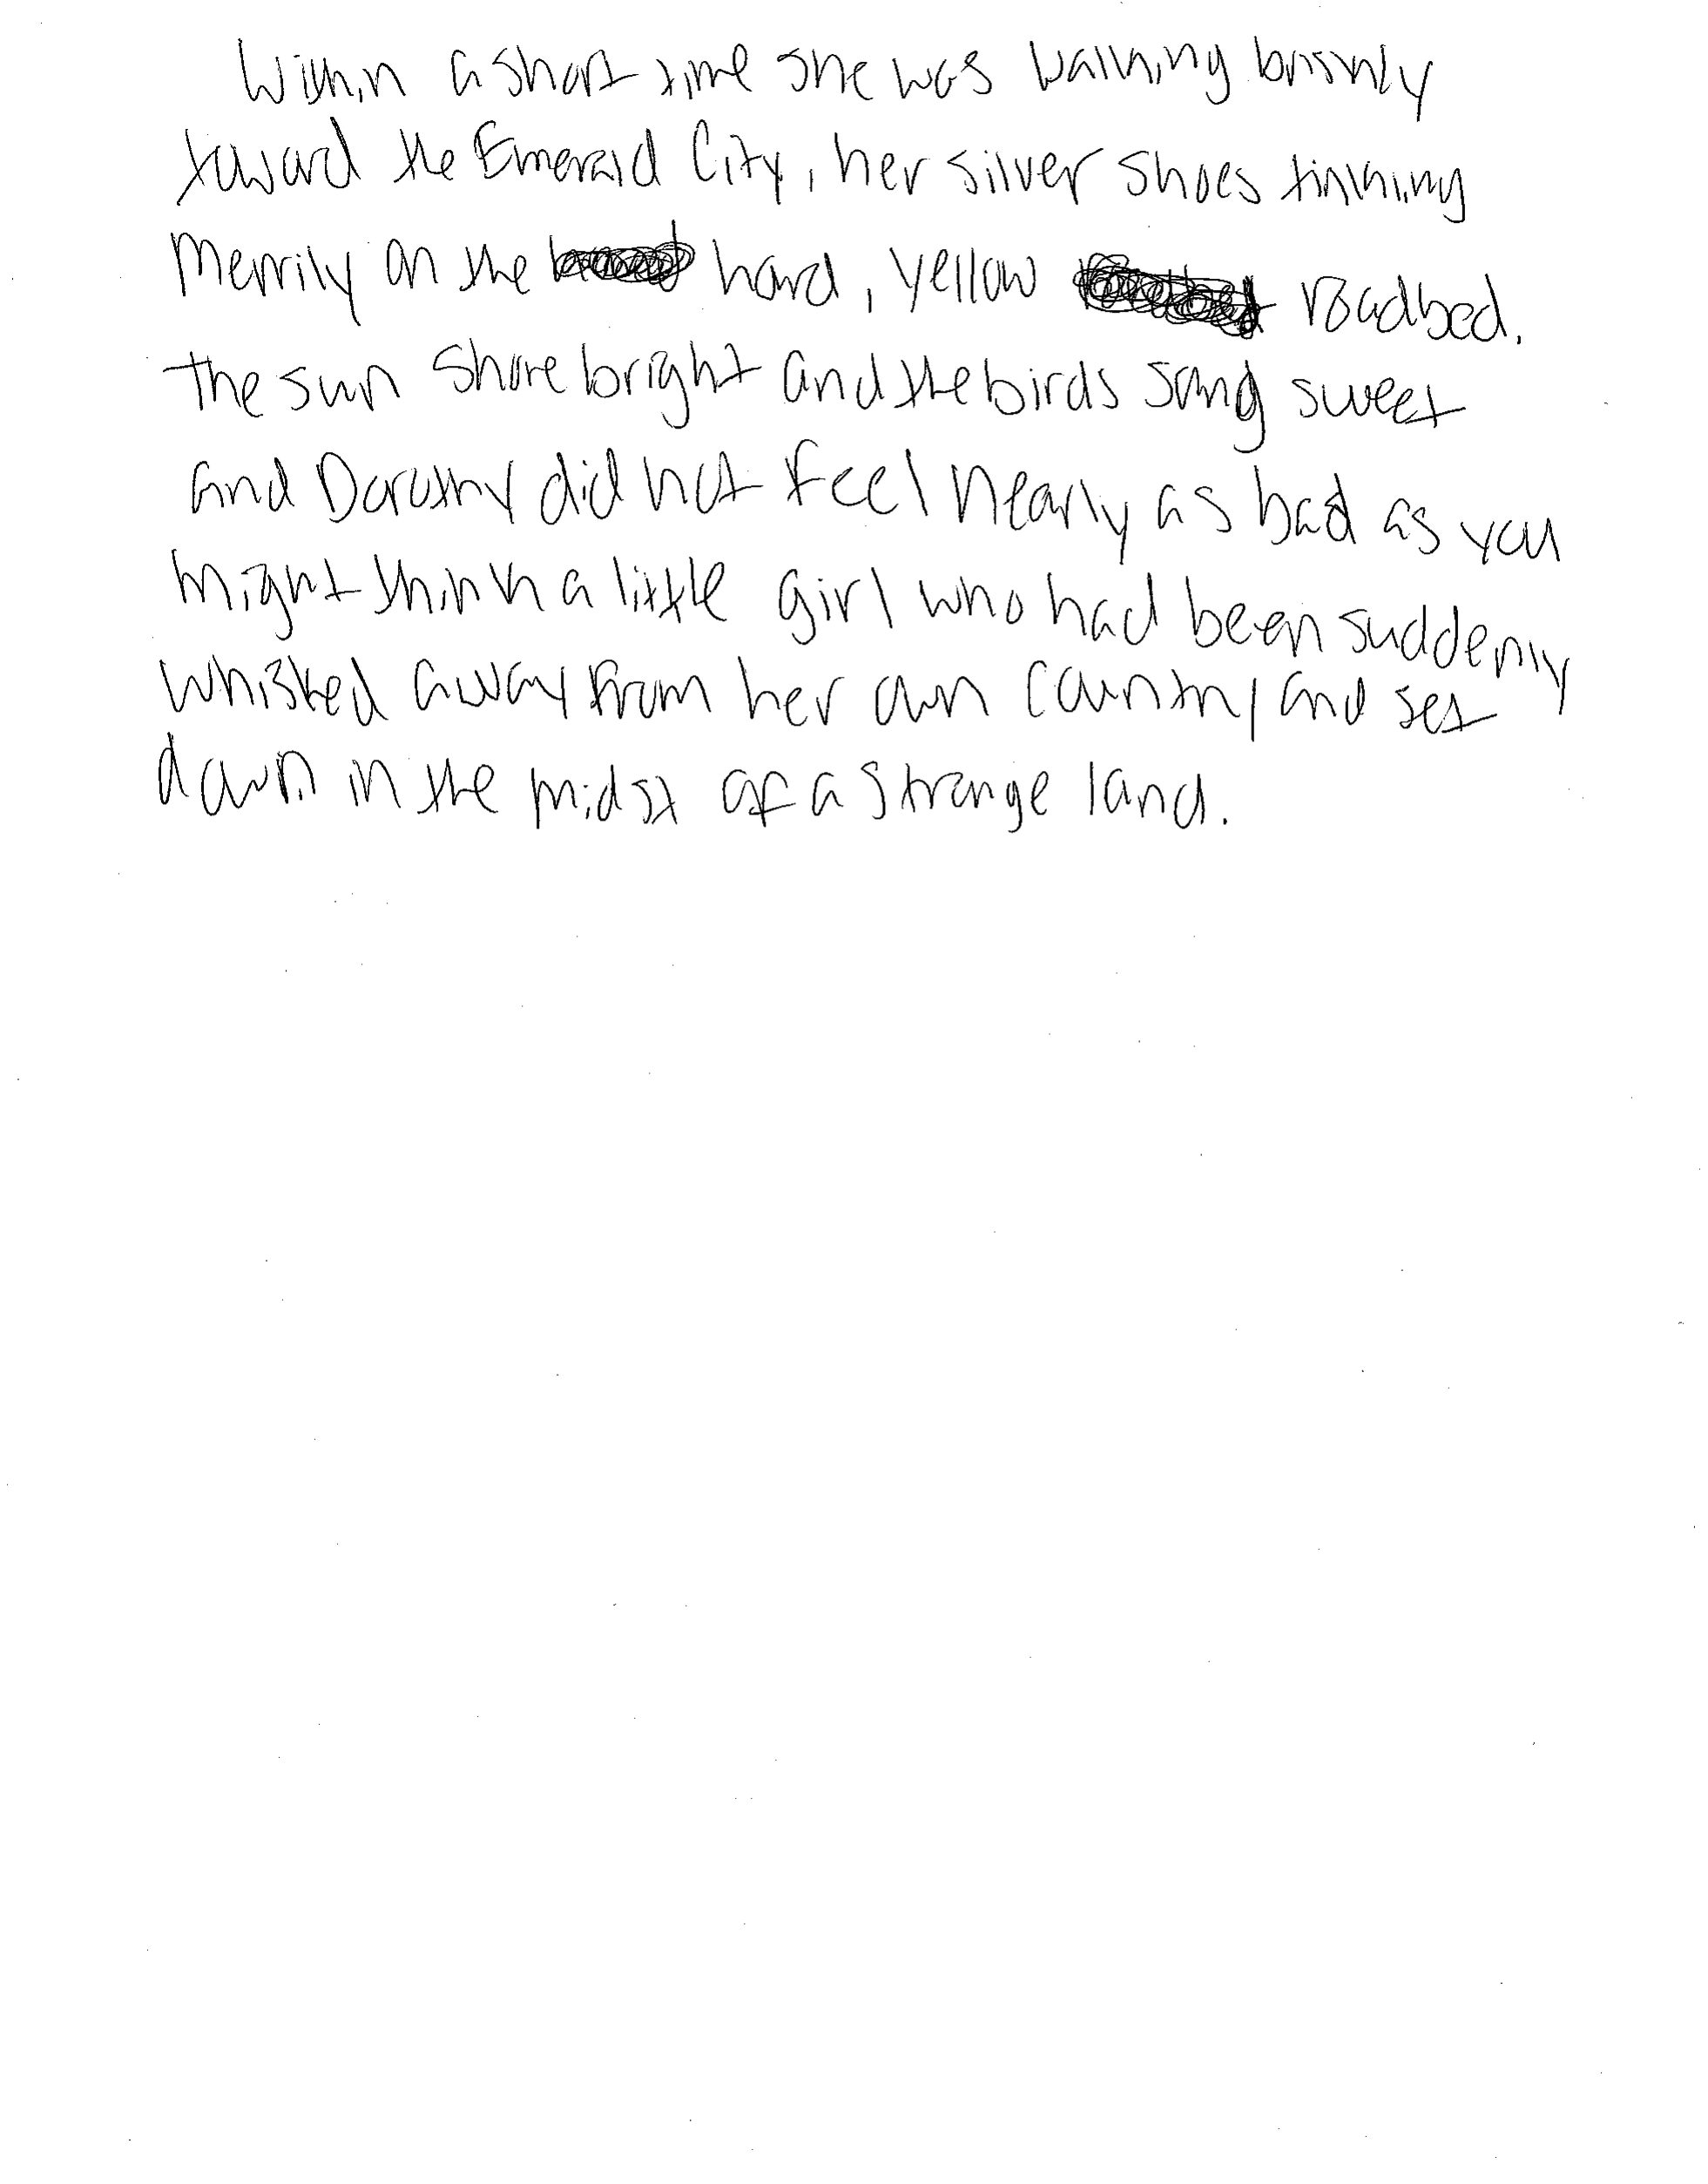 Within a short time she was walking briskly
toward the Emerald City, her silver shoes tinkling
merrily on the hard, yellow roadbed.
The sun shone bright and the birds sang sweet
and Dorothy did not feel nearly as bad as you
might think a little girl who had been suddenly
whisked away from her own country and set
down in the midst of a strange land.